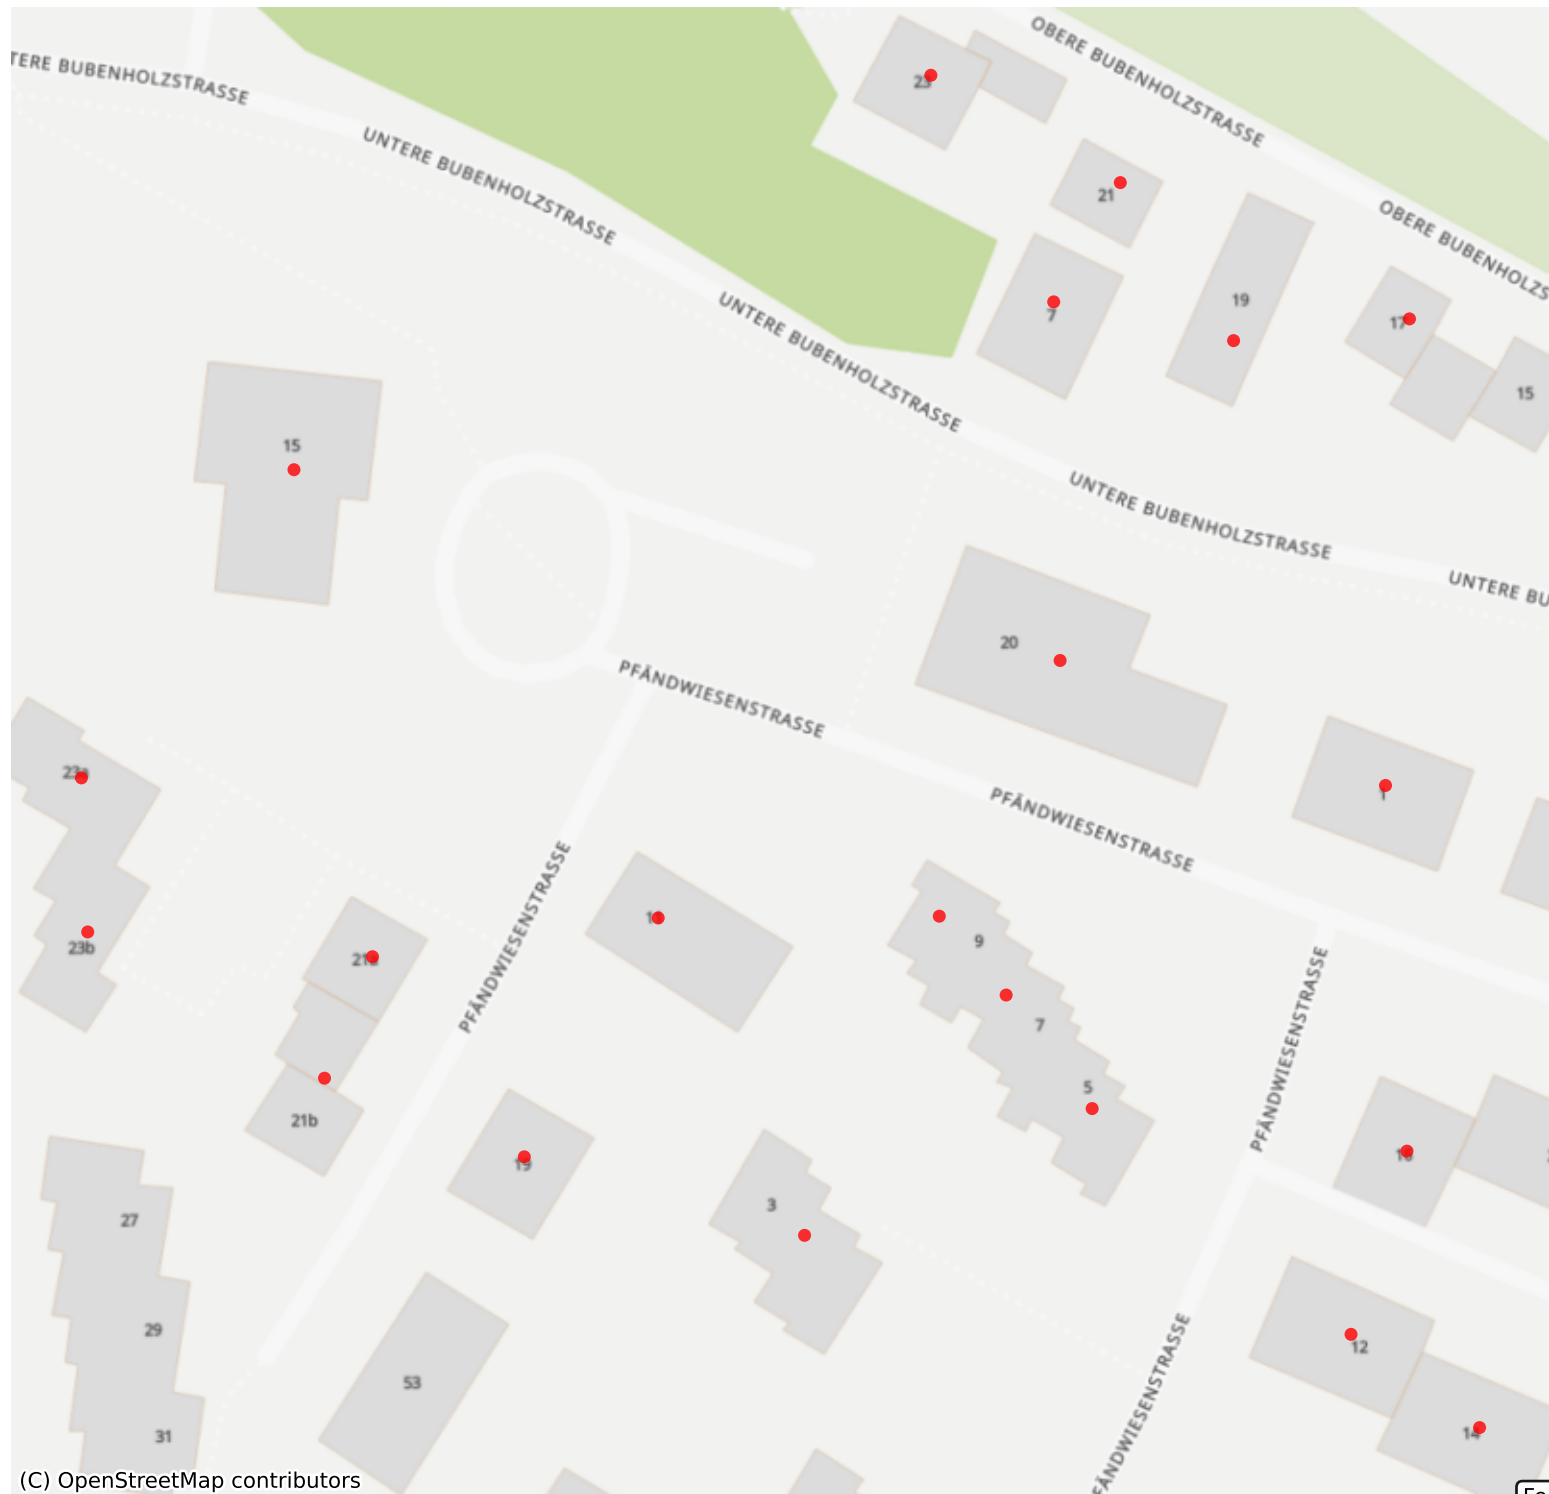 OBERE BUBENHOLZSTRASSE
TERE BUBENHOLZSTRASSE
23
UNTERE BUBENHOLZSTRASSE
21
OBERE BUBENHOLZS
19
UNTERE BUBENHOLZSTRASSE
7
17
15
15
UNTERE BUBENHOLZSTRASSE
UNTERE BU
20
PFÄNDWIESENSTRASSE
23a
1
PFÄNDWIESENSTRASSE
PFÄNDWIESENSTRASSE
9
23b
21a
7
PFÄNDWIESENSTRASSE
5
21b
19
3
27
29
12
53
PFÄNDWIESENSTRASSE
14
31
(C) OpenStreetMap contributors